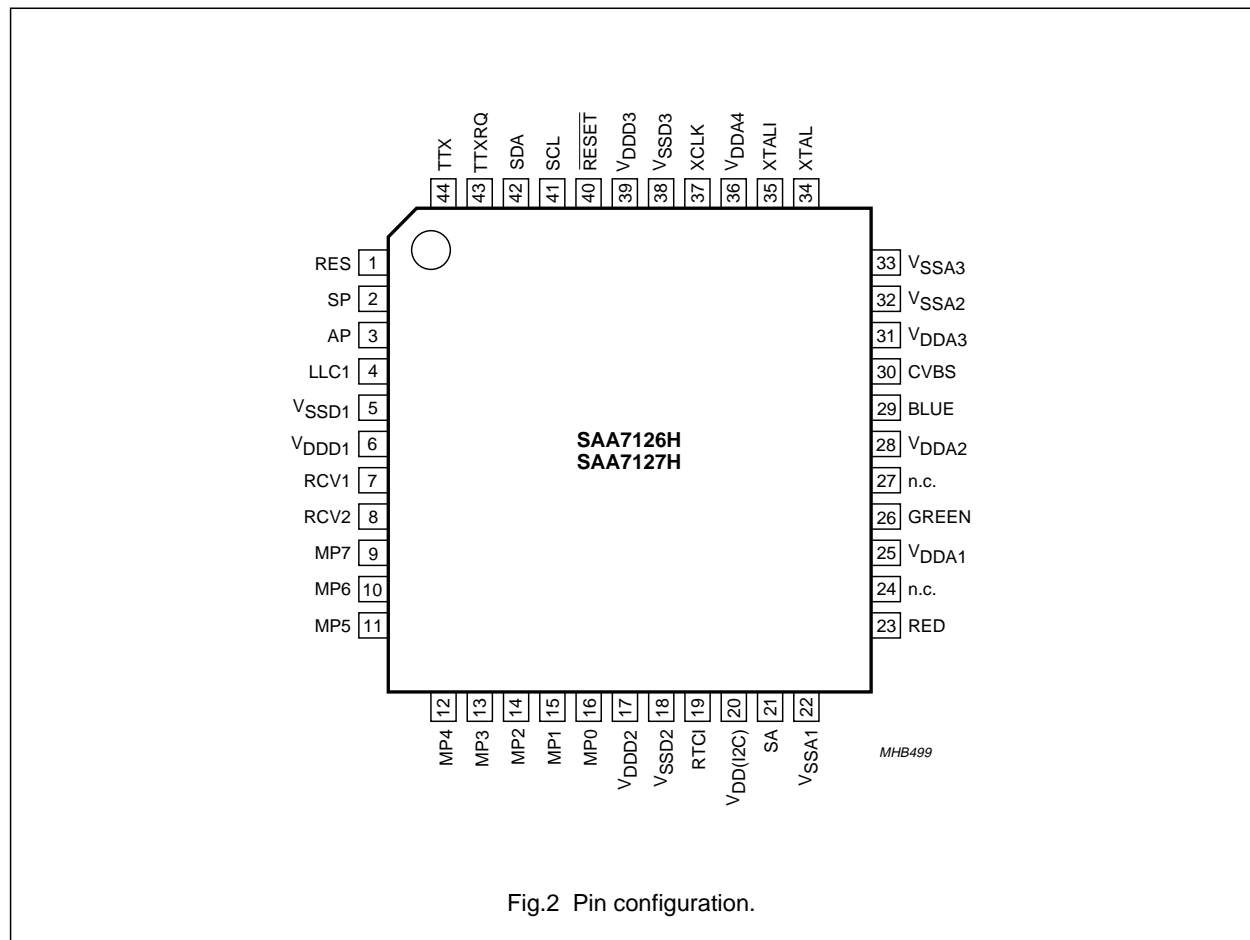 44 TTX
43 TTXRQ
42 SDA
41 SCL
40 RESET
39 VDDD3
38 VSSD3
37 XCLK
36 VDDA4
35 XTALI
34 XTAL
RES 1
SP 2
AP 3
LLC1 4
VSSD1 5
VDDD1 6
RCV1 7
RCV2 8
MP7 9
MP6 10
MP5 11
SAA7126H
SAA7127H
33 VSSA3
32 VSSA2
31 VDDA3
30 CVBS
29 BLUE
28 VDDA2
27 n.c.
26 GREEN
25 VDDA1
24 n.c.
23 RED
MP4 12
MP3 13
MP2 14
MP1 15
MP0 16
VDDD2 17
VSSD2 18
RTCI 19
VDD(I2C) 20
SA 21
VSSA1 22
MHB499
Fig.2 Pin configuration.